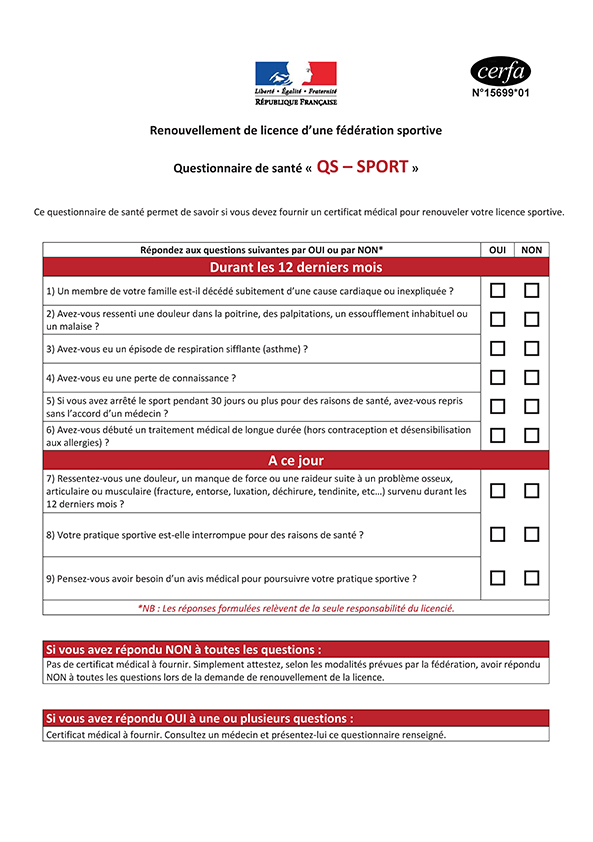 Liberté • Égalité • Fraternité
RÉPUBLIQUE FRANÇAISE
cerfa
N°15699*01
Renouvellement de licence d'une fédération sportive
Questionnaire de santé « QS – SPORT »
Ce questionnaire de santé permet de savoir si vous devez fournir un certificat médical pour renouveler votre licence sportive.
Répondez aux questions suivantes par OUI ou par NON* OUI NON
Durant les 12 derniers mois
1) Un membre de votre famille est-il décédé subitement d'une cause cardiaque ou inexpliquée ?
2) Avez-vous ressenti une douleur dans la poitrine, des palpitations, un essoufflement inhabituel ou
un malaise ?
3) Avez-vous eu un épisode de respiration sifflante (asthme) ?
4) Avez-vous eu une perte de connaissance ?
5) Si vous avez arrêté le sport pendant 30 jours ou plus pour des raisons de santé, avez-vous repris
sans l'accord d'un médecin ?
6) Avez-vous débuté un traitement médical de longue durée (hors contraception et désensibilisation
aux allergies) ?
A ce jour
7) Ressentez-vous une douleur, un manque de force ou une raideur suite à un problème osseux,
articulaire ou musculaire (fracture, entorse, luxation, déchirure, tendinite, etc…) survenu durant les
12 derniers mois ?
8) Votre pratique sportive est-elle interrompue pour des raisons de santé ?
9) Pensez-vous avoir besoin d'un avis médical pour poursuivre votre pratique sportive ?
*NB : Les réponses formulées relèvent de la seule responsabilité du licencié.
Si vous avez répondu NON à toutes les questions :
Pas de certificat médical à fournir. Simplement attestez, selon les modalités prévues par la fédération, avoir répondu
NON à toutes les questions lors de la demande de renouvellement de la licence.
Si vous avez répondu OUI à une ou plusieurs questions :
Certificat médical à fournir. Consultez un médecin et présentez-lui ce questionnaire renseigné.